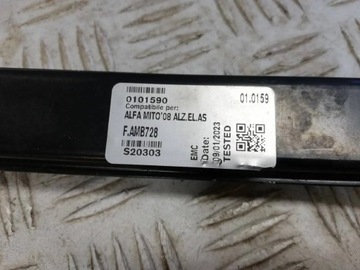 0101590 01.0159
Compatibile per:
ALFA MITO'08 ALZ.EL.AS
F.AMB728
S20303
EMC
Date:
09/01/2023
TESTED